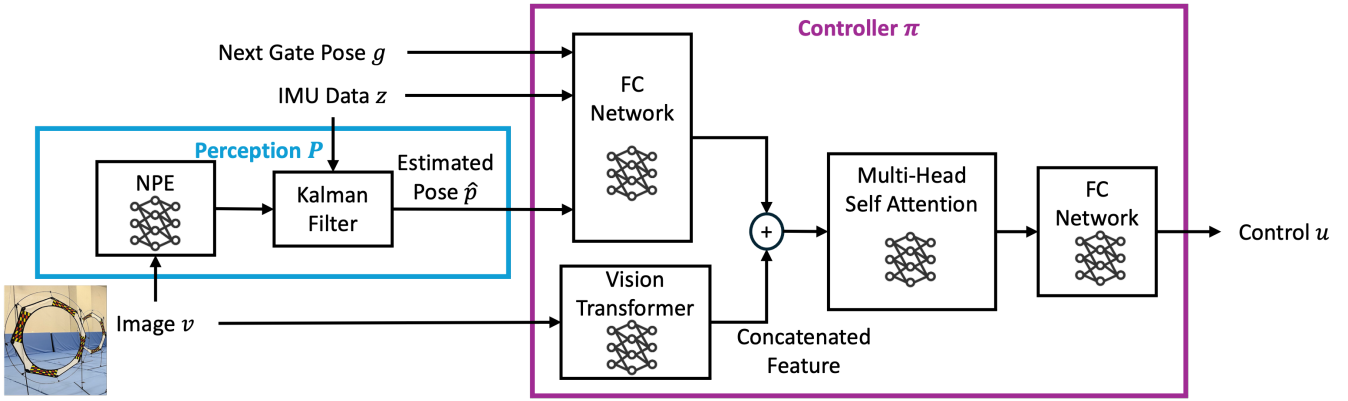 Controller π
Next Gate Pose g
IMU Data z
FC
Network
Perception P
NPE
Kalman
Filter
Estimated
Pose p̂
Image v
Vision
Transformer
+
Concatenated
Feature
Multi-Head
Self Attention
FC
Network
Control u